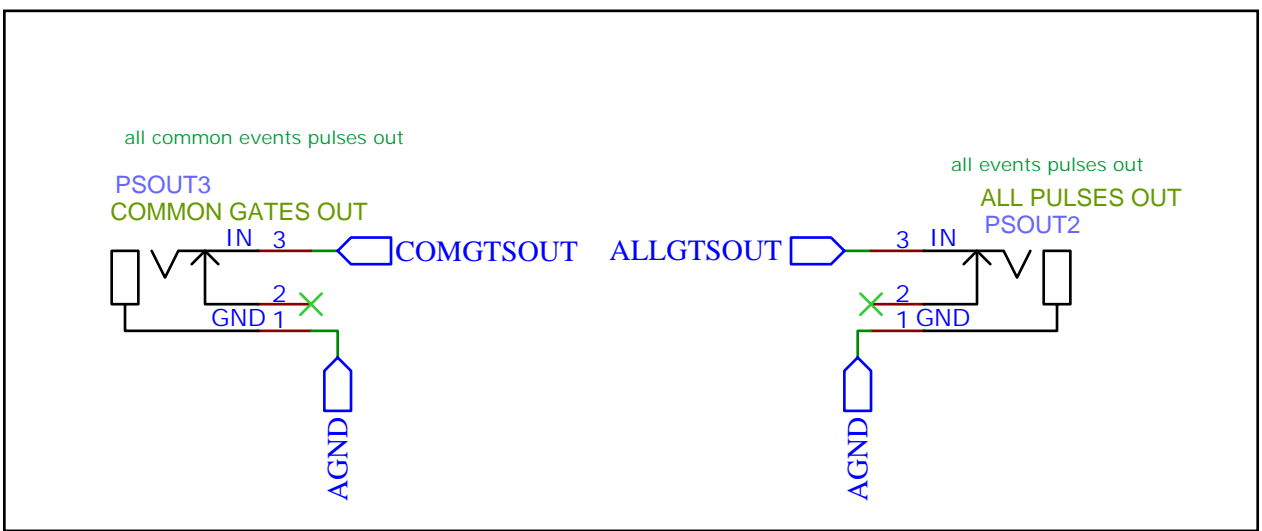 all common events pulses out
PSOUT3
COMMON GATES OUT
IN 3
COMGTSOUT
2
GND 1
AGND
all events pulses out
ALL PULSES OUT
PSOUT2
ALLGTSOUT
3 IN
2
1 GND
AGND